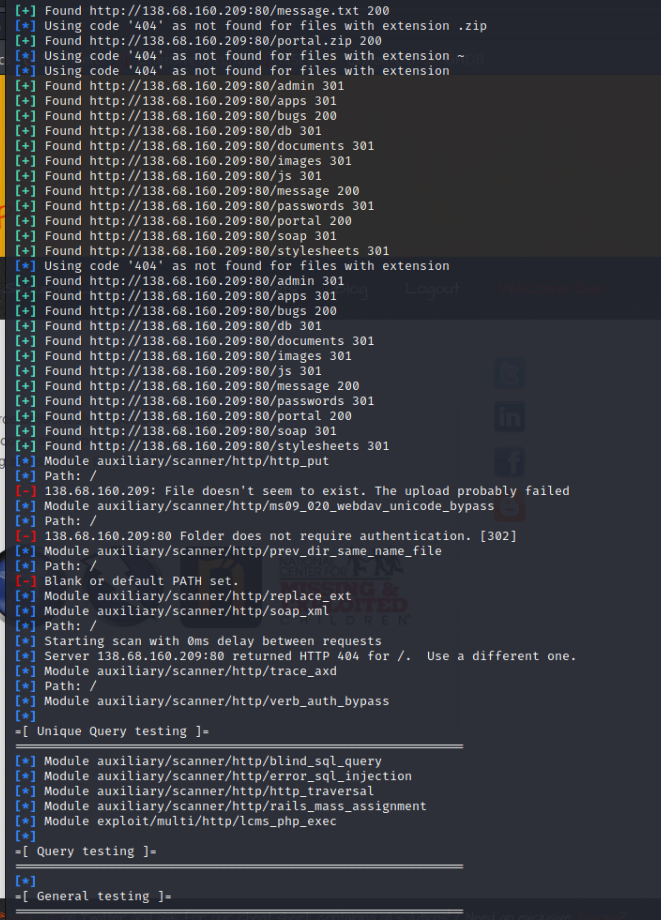 [+] Found http://138.68.160.209:80/message.txt 200
[*] Using code '404' as not found for files with extension .zip
[+] Found http://138.68.160.209:80/portal.zip 200
[*] Using code '404' as not found for files with extension ~
[*] Using code '404' as not found for files with extension
[+] Found http://138.68.160.209:80/admin 301
[+] Found http://138.68.160.209:80/apps 301
[+] Found http://138.68.160.209:80/bugs 200
[+] Found http://138.68.160.209:80/db 301
[+] Found http://138.68.160.209:80/documents 301
[+] Found http://138.68.160.209:80/images 301
[+] Found http://138.68.160.209:80/js 301
[+] Found http://138.68.160.209:80/message 200
[+] Found http://138.68.160.209:80/passwords 301
[+] Found http://138.68.160.209:80/portal 200
[+] Found http://138.68.160.209:80/soap 301
[+] Found http://138.68.160.209:80/stylesheets 301
[*] Using code '404' as not found for files with extension
[+] Found http://138.68.160.209:80/admin 301
[+] Found http://138.68.160.209:80/apps 301
[+] Found http://138.68.160.209:80/bugs 200
Logout
[+] Found http://138.68.160.209:80/db 301
[+] Found http://138.68.160.209:80/documents 301
[+] Found http://138.68.160.209:80/images 301
[+] Found http://138.68.160.209:80/js 301
[+] Found http://138.68.160.209:80/message 200
[+] Found http://138.68.160.209:80/passwords 301
[+] Found http://138.68.160.209:80/portal 200
[+] Found http://138.68.160.209:80/soap 301
[+] Found http://138.68.160.209:80/stylesheets 301
[*] Module auxiliary/scanner/http/http_put
[*] Path: /
[-] 138.68.160.209: File doesn't seem to exist. The upload probably failed
[*] Module auxiliary/scanner/http/ms09_020_webdav_unicode_bypass
[*] Path: /
[-] 138.68.160.209:80 Folder does not require authentication. [302]
[*] Module auxiliary/scanner/http/prev_dir_same_name_file
[*] Path: /
[-] Blank or default PATH set.
[*] Module auxiliary/scanner/http/replace_ext
[*] Module auxiliary/scanner/http/soap_xml
[*] Path: /
[*] Starting scan with 0ms delay between requests
[*] Server 138.68.160.209:80 returned HTTP 404 for /.  Use a different one.
[*] Module auxiliary/scanner/http/trace_axd
[*] Path: /
[*] Module auxiliary/scanner/http/verb_auth_bypass
[*]
=[ Unique Query testing ]=
============================================================
[*] Module auxiliary/scanner/http/blind_sql_query
[*] Module auxiliary/scanner/http/error_sql_injection
[*] Module auxiliary/scanner/http/http_traversal
[*] Module auxiliary/scanner/http/rails_mass_assignment
[*] Module exploit/multi/http/lcms_php_exec
[*]
=[ Query testing ]=
============================================================
[*]
=[ General testing ]=
============================================================